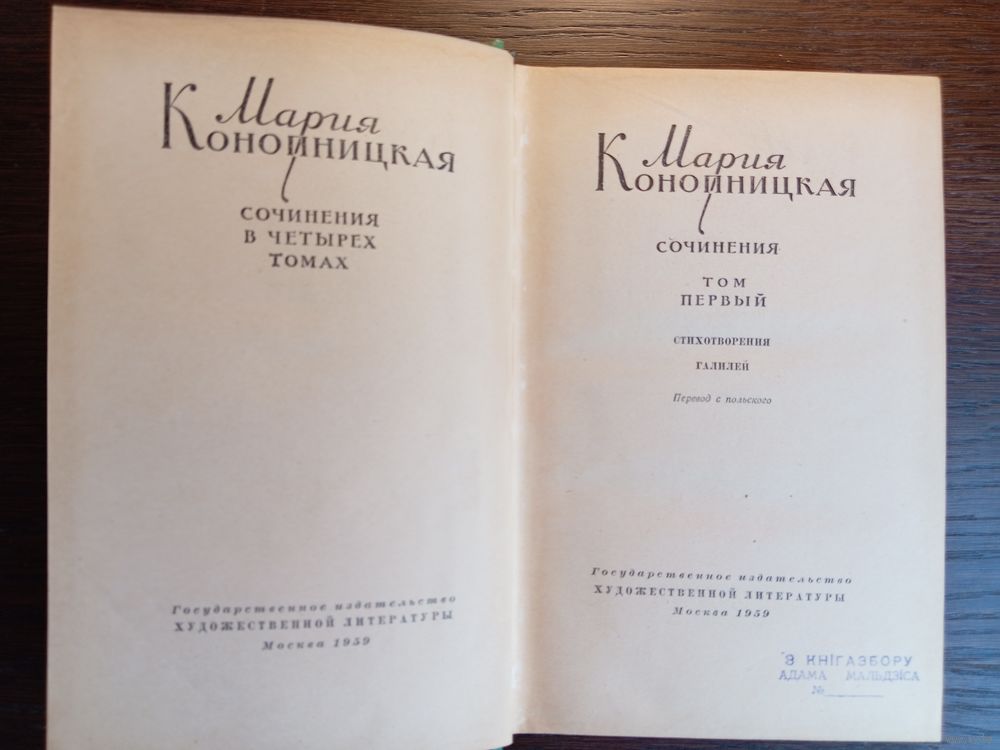 Мария
Конопницкая
СОЧИНЕНИЯ
В ЧЕТЫРЕХ
ТОМАХ
Государственное издательство
ХУДОЖЕСТВЕННОЙ ЛИТЕРАТУРЫ
Москва 1959
Мария
Конопницкая
СОЧИНЕНИЯ
ТОМ
ПЕРВЫЙ
СТИХОТВОРЕНИЯ
ГАЛИЛЕЙ
Перевод с польского
Государственное издательство
ХУДОЖЕСТВЕННОЙ ЛИТЕРАТУРЫ
Москва 1959
З КНІГАЗБОРУ
АДАМА МАЛЬДЗІСА
№